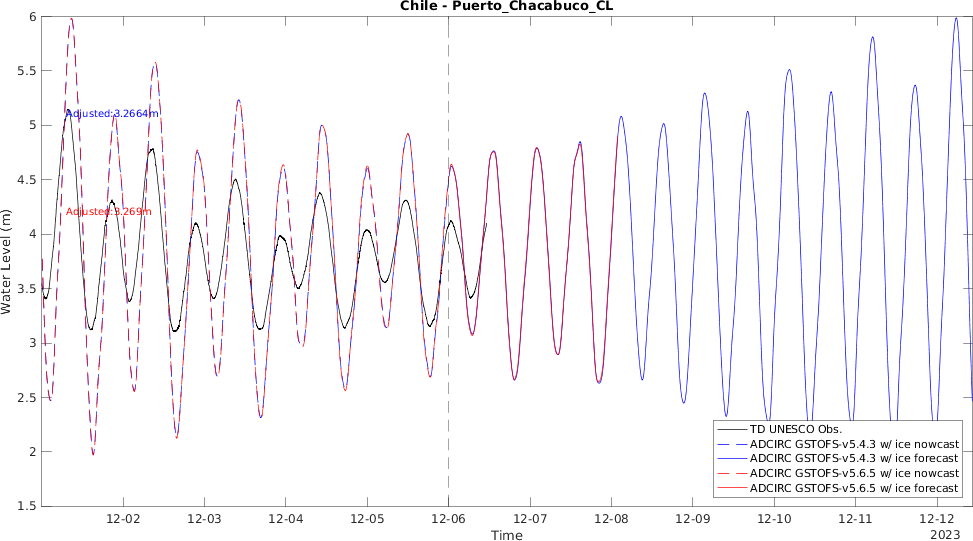 Chile - Puerto_Chacabuco_CL
6
5.5
5
4.5
4
3.5
3
2.5
2
1.5
Water Level (m)
Adjusted:3.2664m
Adjusted:3.269m
TD UNESCO Obs.
ADCIRC GSTOFS-v5.4.3 w/ ice nowcast
ADCIRC GSTOFS-v5.4.3 w/ ice forecast
ADCIRC GSTOFS-v5.6.5 w/ ice nowcast
ADCIRC GSTOFS-v5.6.5 w/ ice forecast
12-02 12-03 12-04 12-05 12-06 12-07 12-08 12-09 12-10 12-11 12-12
Time
2023